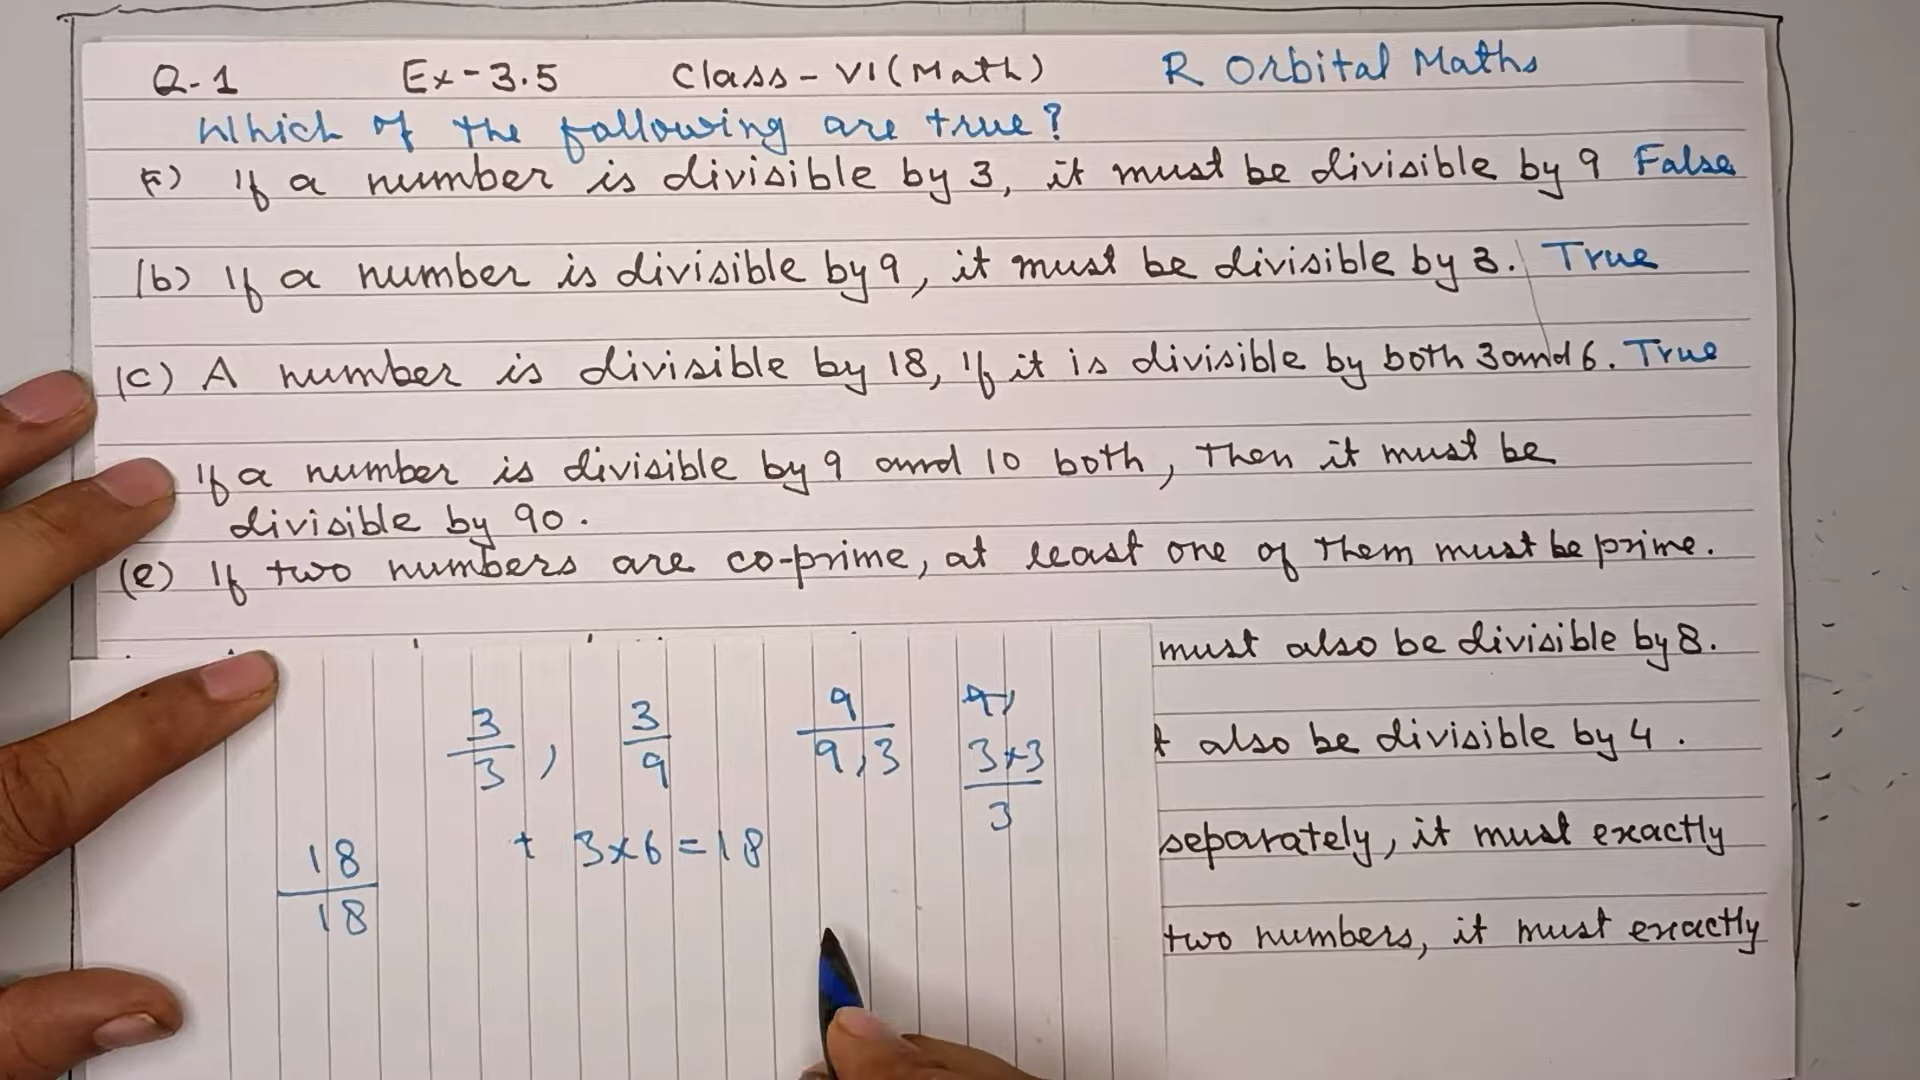 Q-1 Ex-3.5 Class-VI(Math) R Orbital Maths
Which of the following are true?
If a number is divisible by 3, it must be divisible by 9 False
(b) If a number is divisible by 9, it must be divisible by 3. True
(c) A number is divisible by 18, If it is divisible by both 3 and 6. True
If a number is divisible by 9 and 10 both, Then it must be
divisible by 90.
(e) If two numbers are co-prime, at least one of Them must be prime.
must also be divisible by 8.
also be divisible by 4.
separately, it must exactly
two numbers, it must exactly
3/3, 3/9 9/9,3 3×3/3
18/18 3×6=18